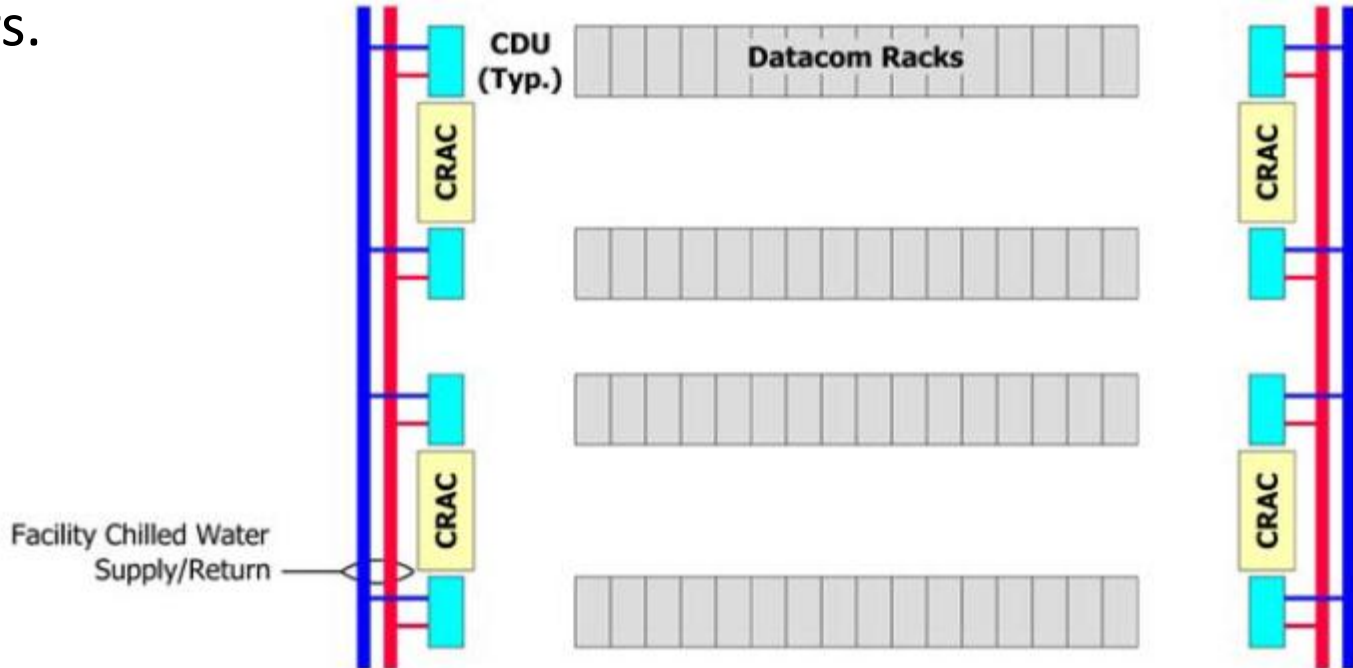 s.
CDU
(Typ.)
Datacom Racks
CRAC
CRAC
CRAC
CRAC
Facility Chilled Water
Supply/Return